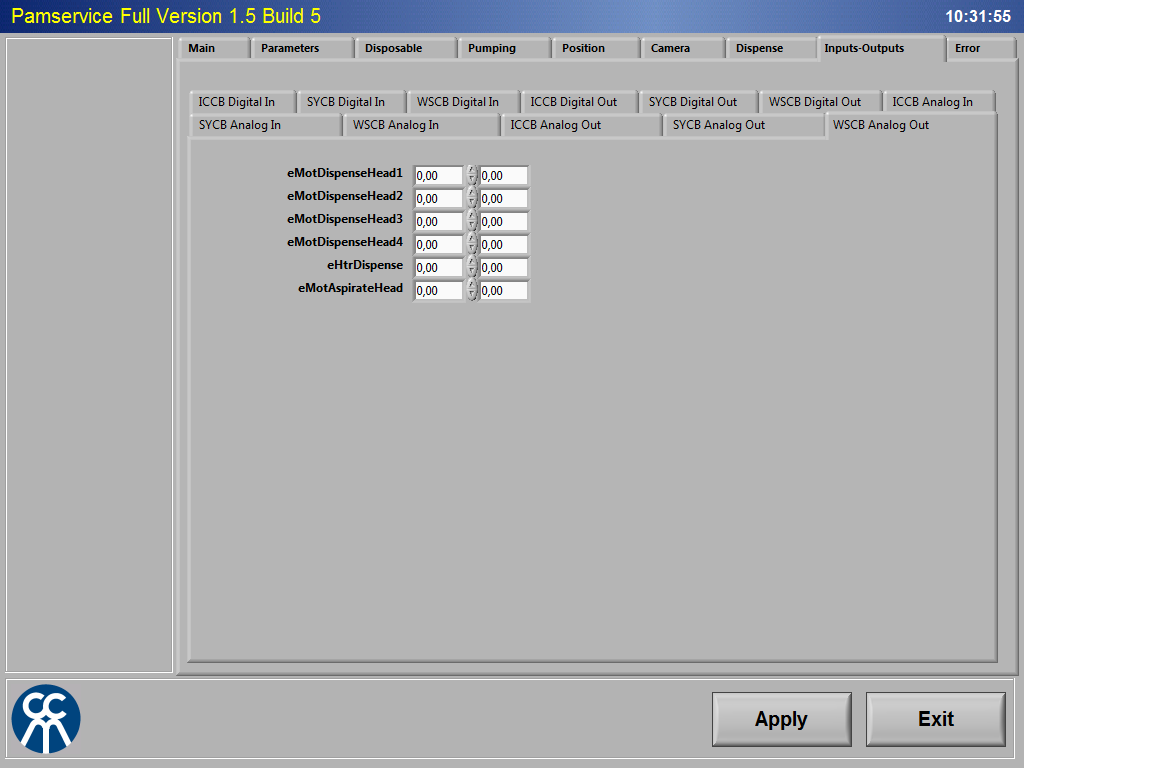 Pamservice Full Version 1.5 Build 5 10:31:55
Main Parameters Disposable Pumping Position Camera Dispense Inputs-Outputs Error
ICCB Digital In SYCB Digital In WSCB Digital In ICCB Digital Out SYCB Digital Out WSCB Digital Out ICCB Analog In
SYCB Analog In WSCB Analog In ICCB Analog Out SYCB Analog Out WSCB Analog Out
eMotDispenseHead1 0,00 0,00
eMotDispenseHead2 0,00 0,00
eMotDispenseHead3 0,00 0,00
eMotDispenseHead4 0,00 0,00
eHtrDispense 0,00 0,00
eMotAspirateHead 0,00 0,00
Apply Exit